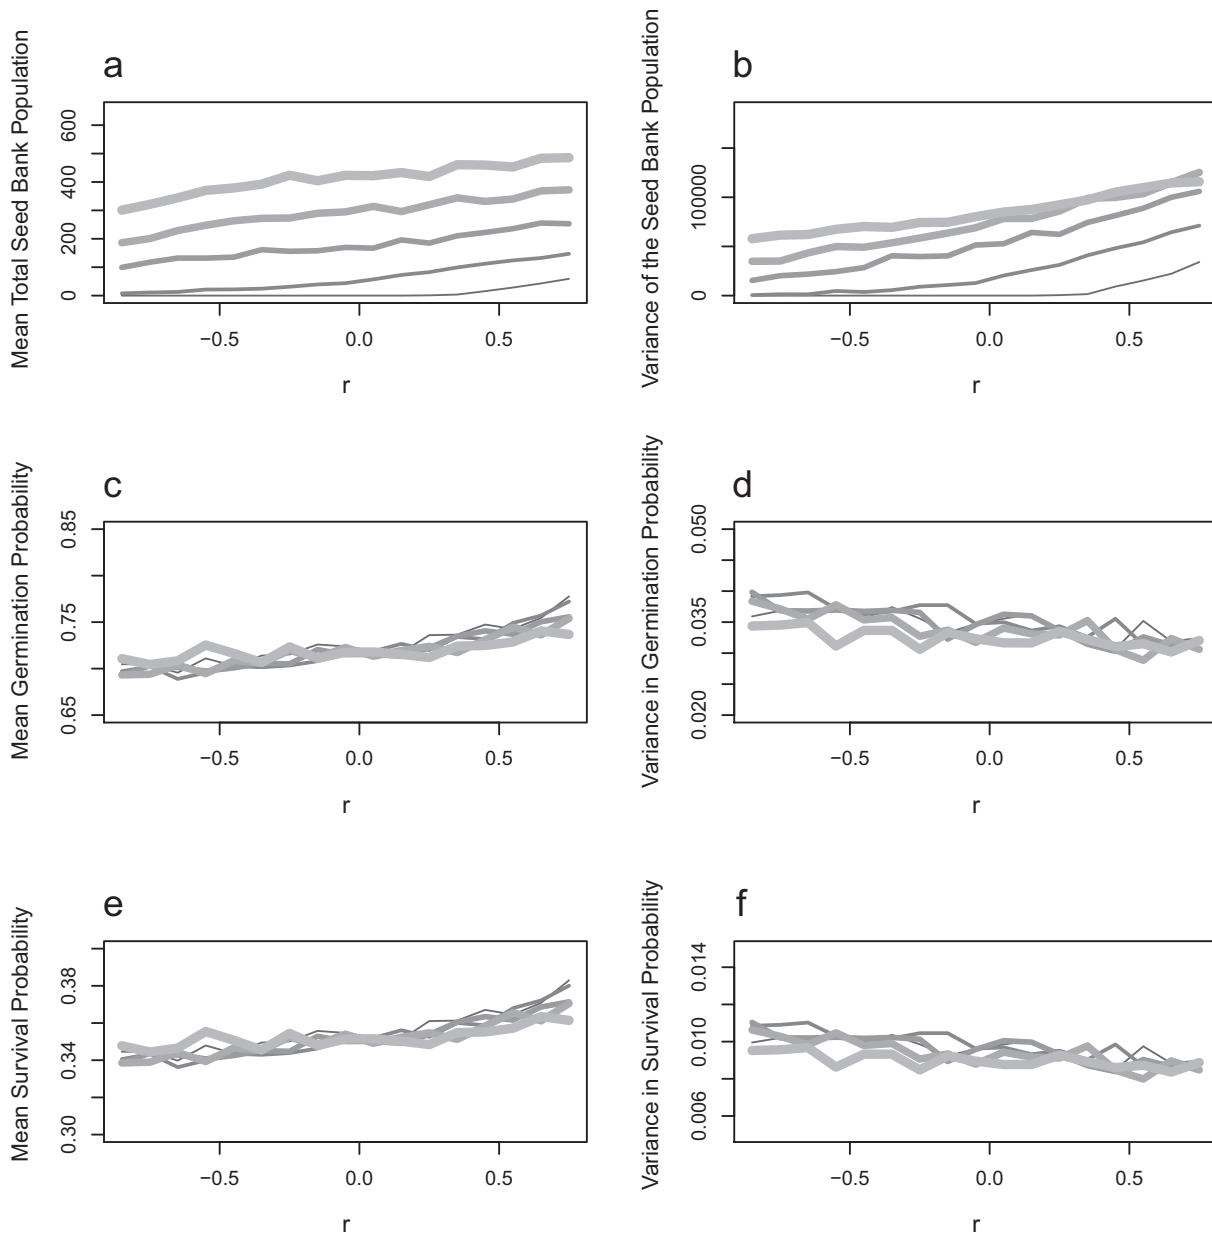 a
Mean Total Seed Bank Population
600
400
200
0
−0.5
0.0
0.5
r
b
Variance of the Seed Bank Population
100000
0
−0.5
0.0
0.5
r
c
Mean Germination Probability
0.85
0.75
0.65
−0.5
0.0
0.5
r
d
Variance in Germination Probability
0.050
0.035
0.020
−0.5
0.0
0.5
r
e
Mean Survival Probability
0.38
0.34
0.30
−0.5
0.0
0.5
r
f
Variance in Survival Probability
0.014
0.010
0.006
−0.5
0.0
0.5
r